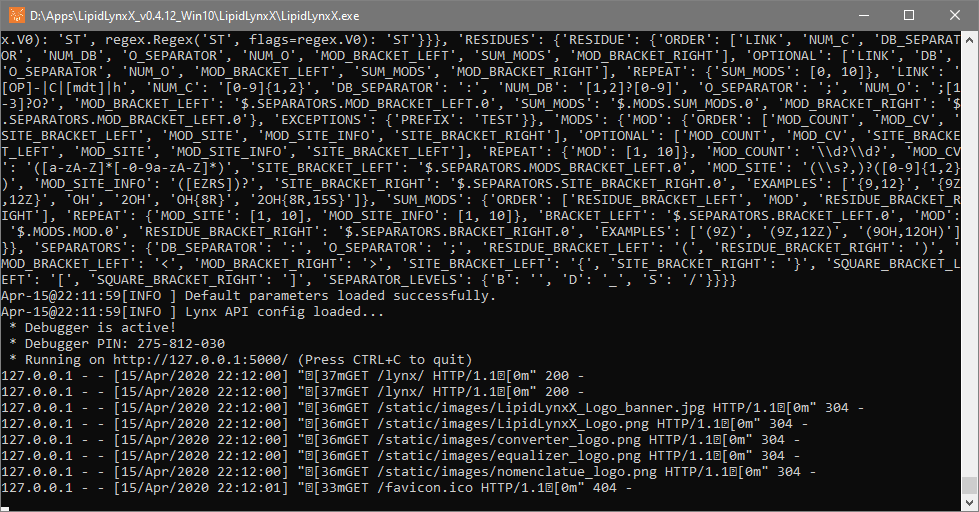 D:\Apps\LipidLynxX_v0.4.12_Win10\LipidLynxX\LipidLynxX.exe
x.V0): 'ST', regex.Regex('ST', flags=regex.V0): 'ST'}}}, 'RESIDUES': {'RESIDUE': {'ORDER': ['LINK', 'NUM_C', 'DB_SEPARAT
OR', 'NUM_DB', 'O_SEPARATOR', 'NUM_O', 'MOD_BRACKET_LEFT', 'SUM_MODS', 'MOD_BRACKET_RIGHT'], 'OPTIONAL': ['LINK', 'DB',
'O_SEPARATOR', 'NUM_O', 'MOD_BRACKET_LEFT', 'SUM_MODS', 'MOD_BRACKET_RIGHT'], 'REPEAT': {'SUM_MODS': [0, 10]}, 'LINK': '
[OP]-|C|[mdt]|h', 'NUM_C': '[0-9]{1,2}', 'DB_SEPARATOR': ':', 'NUM_DB': '[1,2]?[0-9]', 'O_SEPARATOR': ';', 'NUM_O': ';[1
-3]?O?', 'MOD_BRACKET_LEFT': '$.SEPARATORS.MOD_BRACKET_LEFT.0', 'SUM_MODS': '$.MODS.SUM_MODS.0', 'MOD_BRACKET_RIGHT': '$
.SEPARATORS.MOD_BRACKET_LEFT.0'}, 'EXCEPTIONS': {'PREFIX': 'TEST'}}, 'MODS': {'MOD': {'ORDER': ['MOD_COUNT', 'MOD_CV', '
SITE_BRACKET_LEFT', 'MOD_SITE', 'MOD_SITE_INFO', 'SITE_BRACKET_RIGHT'], 'OPTIONAL': ['MOD_COUNT', 'MOD_CV', 'SITE_BRACKE
T_LEFT', 'MOD_SITE', 'MOD_SITE_INFO', 'SITE_BRACKET_LEFT'], 'REPEAT': {'MOD': [1, 10]}, 'MOD_COUNT': '\\d?\\d?', 'MOD_CV
': '([a-zA-Z]*[-0-9a-zA-Z]*)', 'SITE_BRACKET_LEFT': '$.SEPARATORS.MODS_BRACKET_LEFT.0', 'MOD_SITE': '(\\s?,)?([0-9]{1,2}
)', 'MOD_SITE_INFO': '([EZRS])?', 'SITE_BRACKET_RIGHT': '$.SEPARATORS.SITE_BRACKET_RIGHT.0', 'EXAMPLES': ['{9,12}', '{9Z
,12Z}', 'OH', '2OH', 'OH{8R}', '2OH{8R,15S}']}, 'SUM_MODS': {'ORDER': ['RESIDUE_BRACKET_LEFT', 'MOD', 'RESIDUE_BRACKET_R
IGHT'], 'REPEAT': {'MOD_SITE': [1, 10], 'MOD_SITE_INFO': [1, 10]}, 'BRACKET_LEFT': '$.SEPARATORS.BRACKET_LEFT.0', 'MOD':
'$.MODS.MOD.0', 'RESIDUE_BRACKET_RIGHT': '$.SEPARATORS.BRACKET_RIGHT.0', 'EXAMPLES': ['(9Z)', '(9Z,12Z)', '(9OH,12OH)']
}}, 'SEPARATORS': {'DB_SEPARATOR': ':', 'O_SEPARATOR': ';', 'RESIDUE_BRACKET_LEFT': '(', 'RESIDUE_BRACKET_RIGHT': ')', '
MOD_BRACKET_LEFT': '<', 'MOD_BRACKET_RIGHT': '>', 'SITE_BRACKET_LEFT': '{', 'SITE_BRACKET_RIGHT': '}', 'SQUARE_BRACKET_L
EFT': '[', 'SQUARE_BRACKET_RIGHT': ']', 'SEPARATOR_LEVELS': {'B': '', 'D': '_', 'S': '/'}}}}
Apr-15@22:11:59[INFO ] Default parameters loaded successfully.
Apr-15@22:11:59[INFO ] Lynx API config loaded...
* Debugger is active!
* Debugger PIN: 275-812-030
* Running on http://127.0.0.1:5000/ (Press CTRL+C to quit)
127.0.0.1 - - [15/Apr/2020 22:12:00] "[37mGET /lynx/ HTTP/1.1[0m" 200 -
127.0.0.1 - - [15/Apr/2020 22:12:00] "[37mGET /lynx/ HTTP/1.1[0m" 200 -
127.0.0.1 - - [15/Apr/2020 22:12:00] "[36mGET /static/images/LipidLynxX_Logo_banner.jpg HTTP/1.1[0m" 304 -
127.0.0.1 - - [15/Apr/2020 22:12:00] "[36mGET /static/images/LipidLynxX_Logo.png HTTP/1.1[0m" 304 -
127.0.0.1 - - [15/Apr/2020 22:12:00] "[36mGET /static/images/converter_logo.png HTTP/1.1[0m" 304 -
127.0.0.1 - - [15/Apr/2020 22:12:00] "[36mGET /static/images/equalizer_logo.png HTTP/1.1[0m" 304 -
127.0.0.1 - - [15/Apr/2020 22:12:00] "[36mGET /static/images/nomenclatue_logo.png HTTP/1.1[0m" 304 -
127.0.0.1 - - [15/Apr/2020 22:12:01] "[33mGET /favicon.ico HTTP/1.1[0m" 404 -